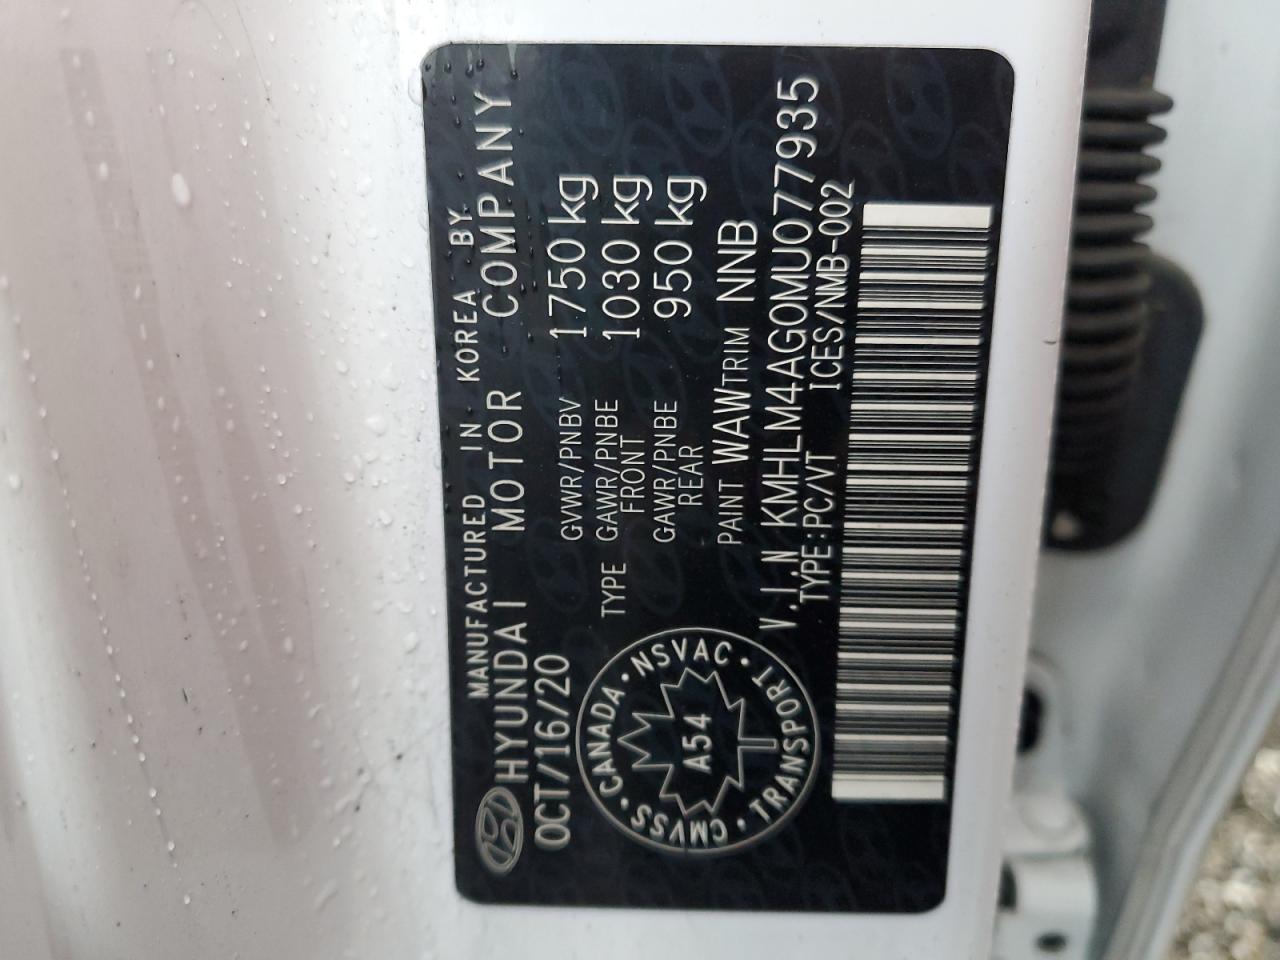 MANUFACTURED IN KOREA BY
HYUNDAI MOTOR COMPANY
OCT/16/20
GVWR/PNBV 1750 kg
TYPE GAWR/PNBE FRONT 1030 kg
GAWR/PNBE REAR 950 kg
PAINT WAW TRIM NNB
V.I.N KMHLM4AG0MU077935
TYPE:PC/VT ICES/NMB-002
CANADA · NSVAC · TRANSPORT · CMVSS ·
A54